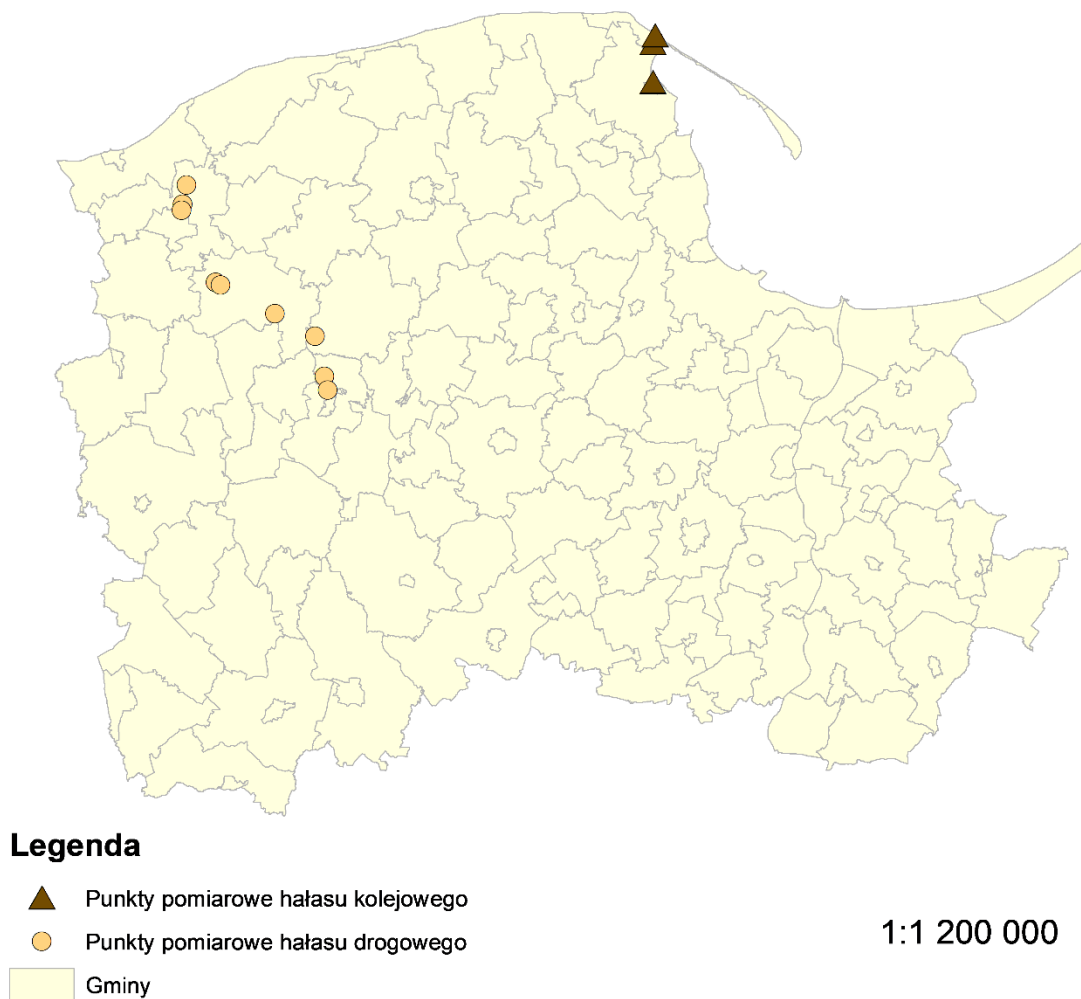 Legenda
Punkty pomiarowe hałasu kolejowego
Punkty pomiarowe hałasu drogowego
1:1 200 000
Gminy